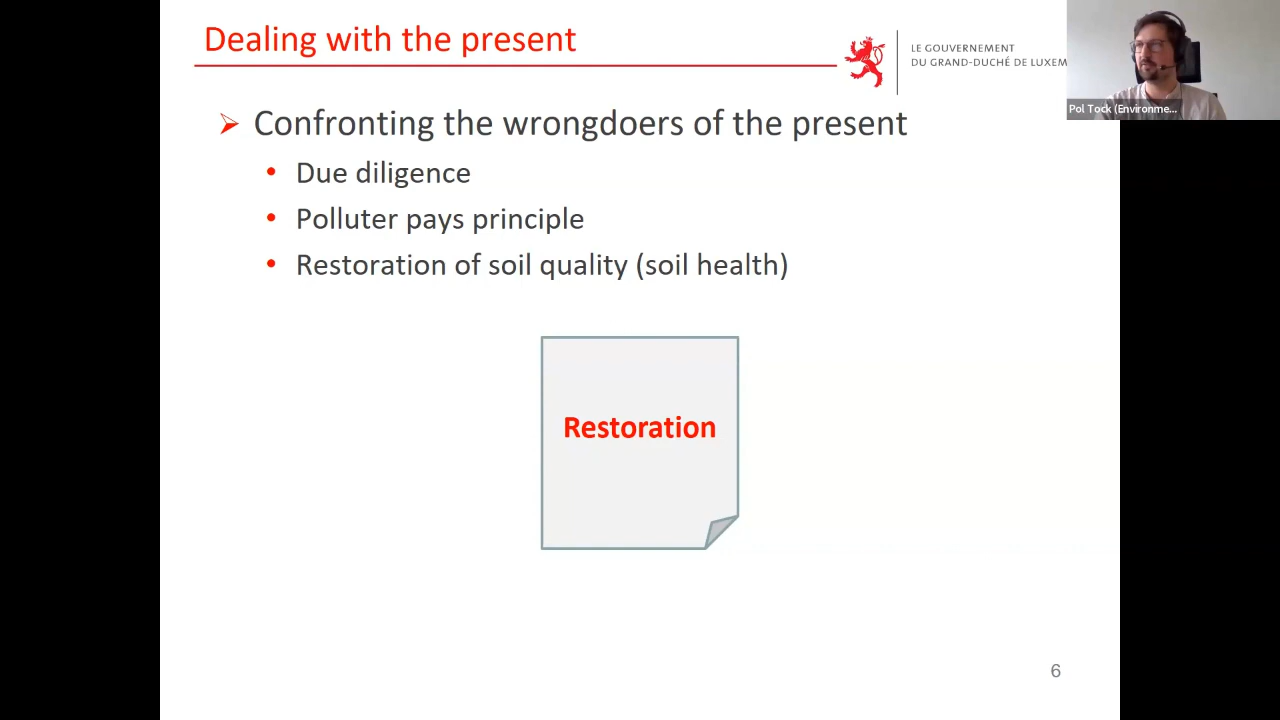 Dealing with the present
LE GOUVERNEMENT
DU GRAND-DUCHÉ DE LUXEM
Pol Tock (Environme...
Confronting the wrongdoers of the present
Due diligence
Polluter pays principle
Restoration of soil quality (soil health)
Restoration
6